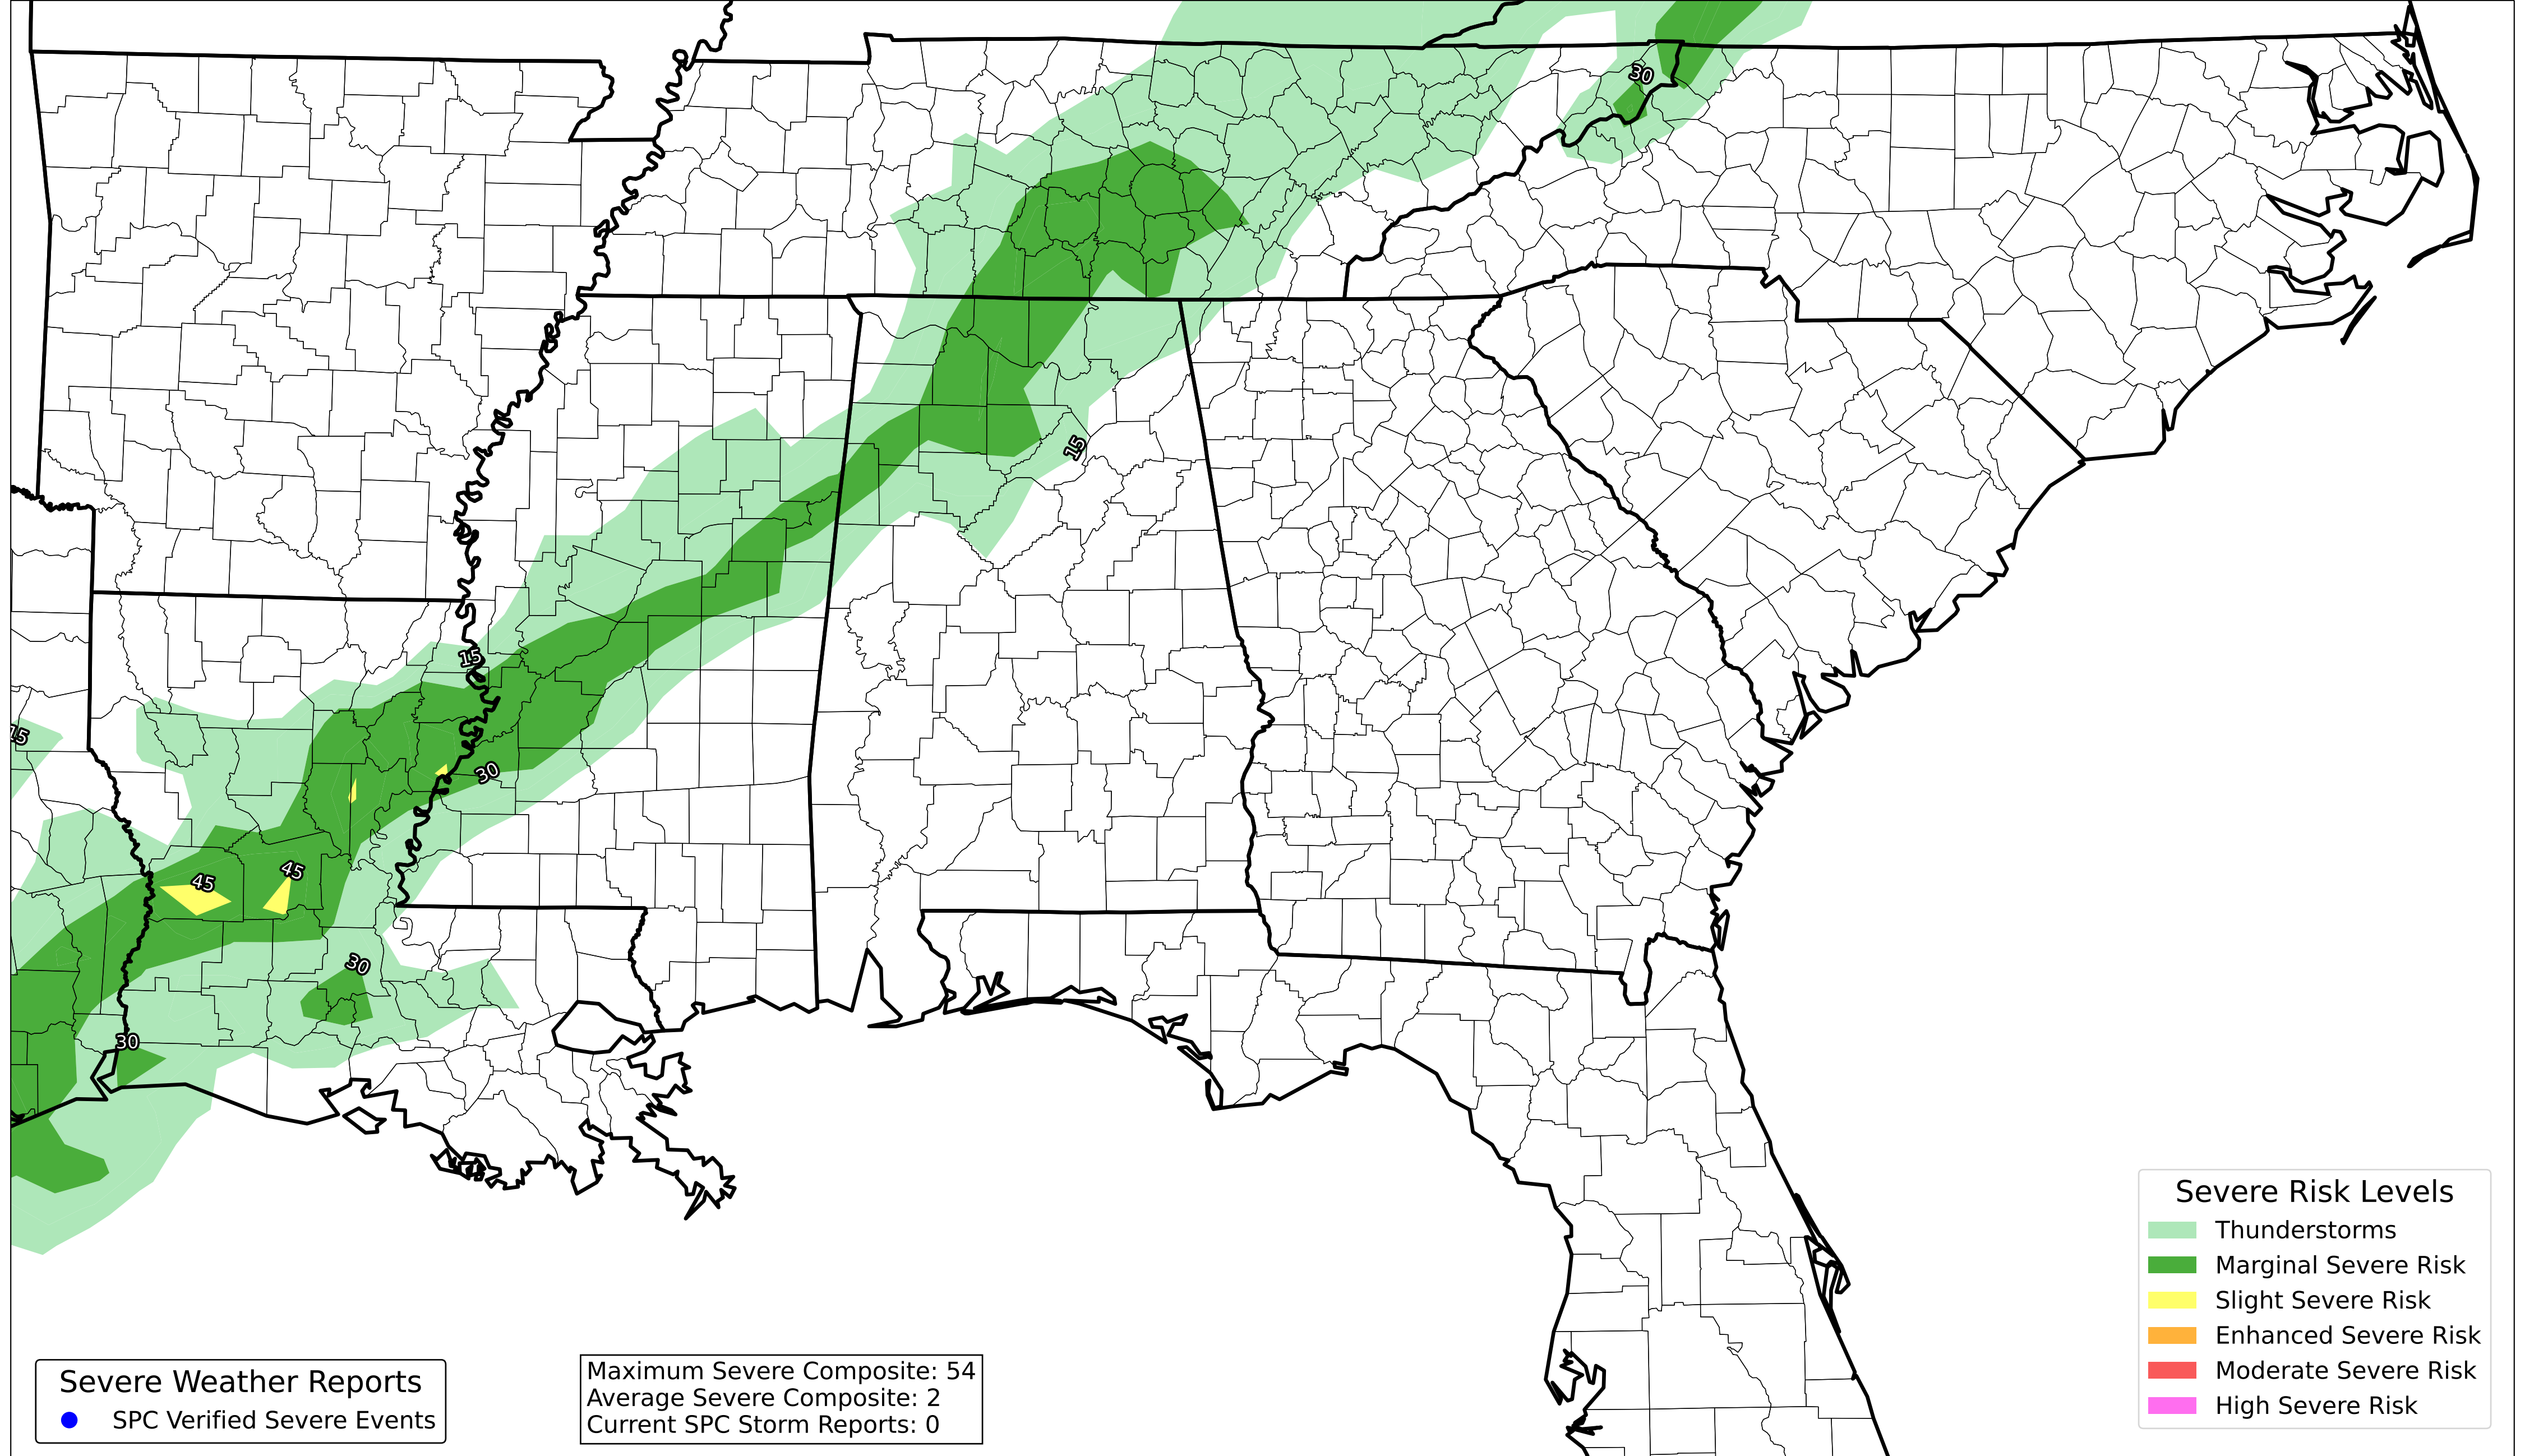 30
15
15
15
30
45
45
30
30
Severe Risk Levels
Thunderstorms
Marginal Severe Risk
Slight Severe Risk
Enhanced Severe Risk
Moderate Severe Risk
High Severe Risk
Severe Weather Reports
SPC Verified Severe Events
Maximum Severe Composite: 54
Average Severe Composite: 2
Current SPC Storm Reports: 0